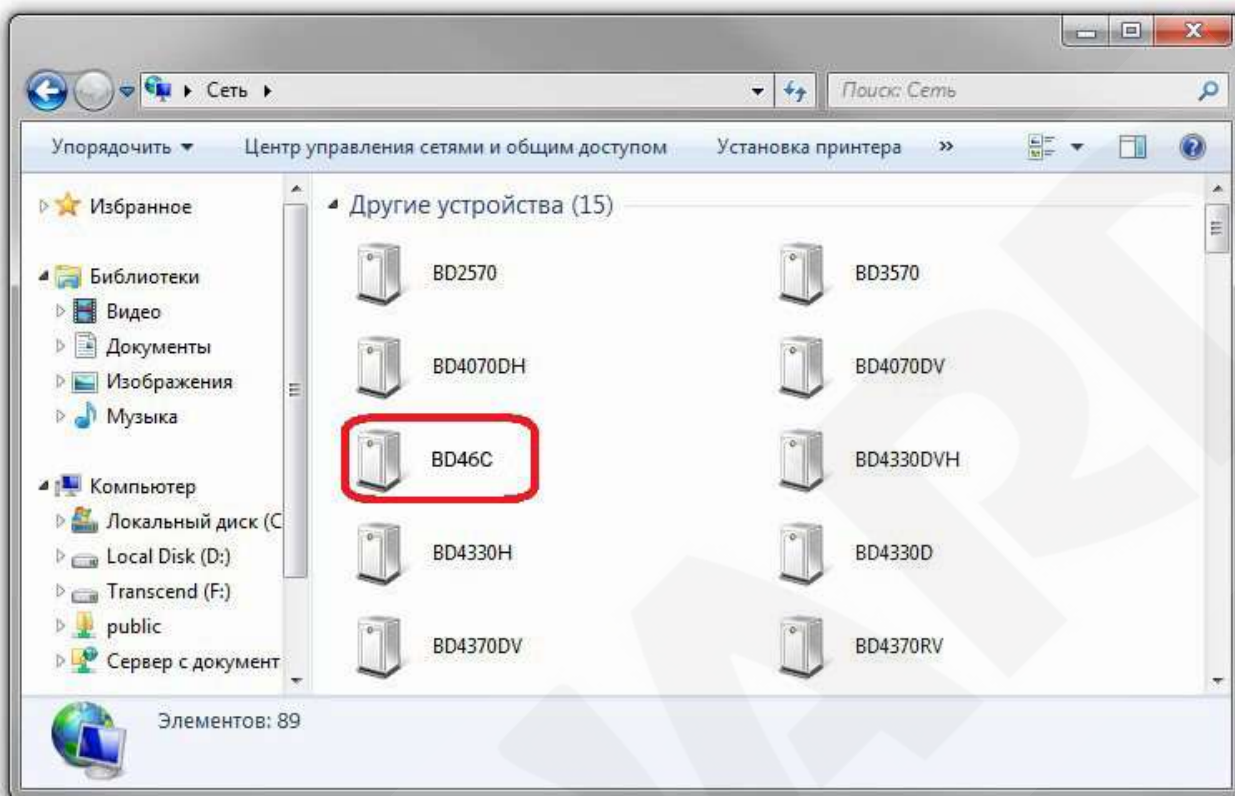 Сеть
Поиск: Сеть
Упорядочить Центр управления сетями и общим доступом Установка принтера »
Избранное
Библиотеки
Видео
Документы
Изображения
Музыка
Компьютер
Локальный диск (C
Local Disk (D:)
Transcend (F:)
public
Сервер с документ
Другие устройства (15)
BD2570 BD3570
BD4070DH BD4070DV
BD46C BD4330DVH
BD4330H BD4330D
BD4370DV BD4370RV
Элементов: 89